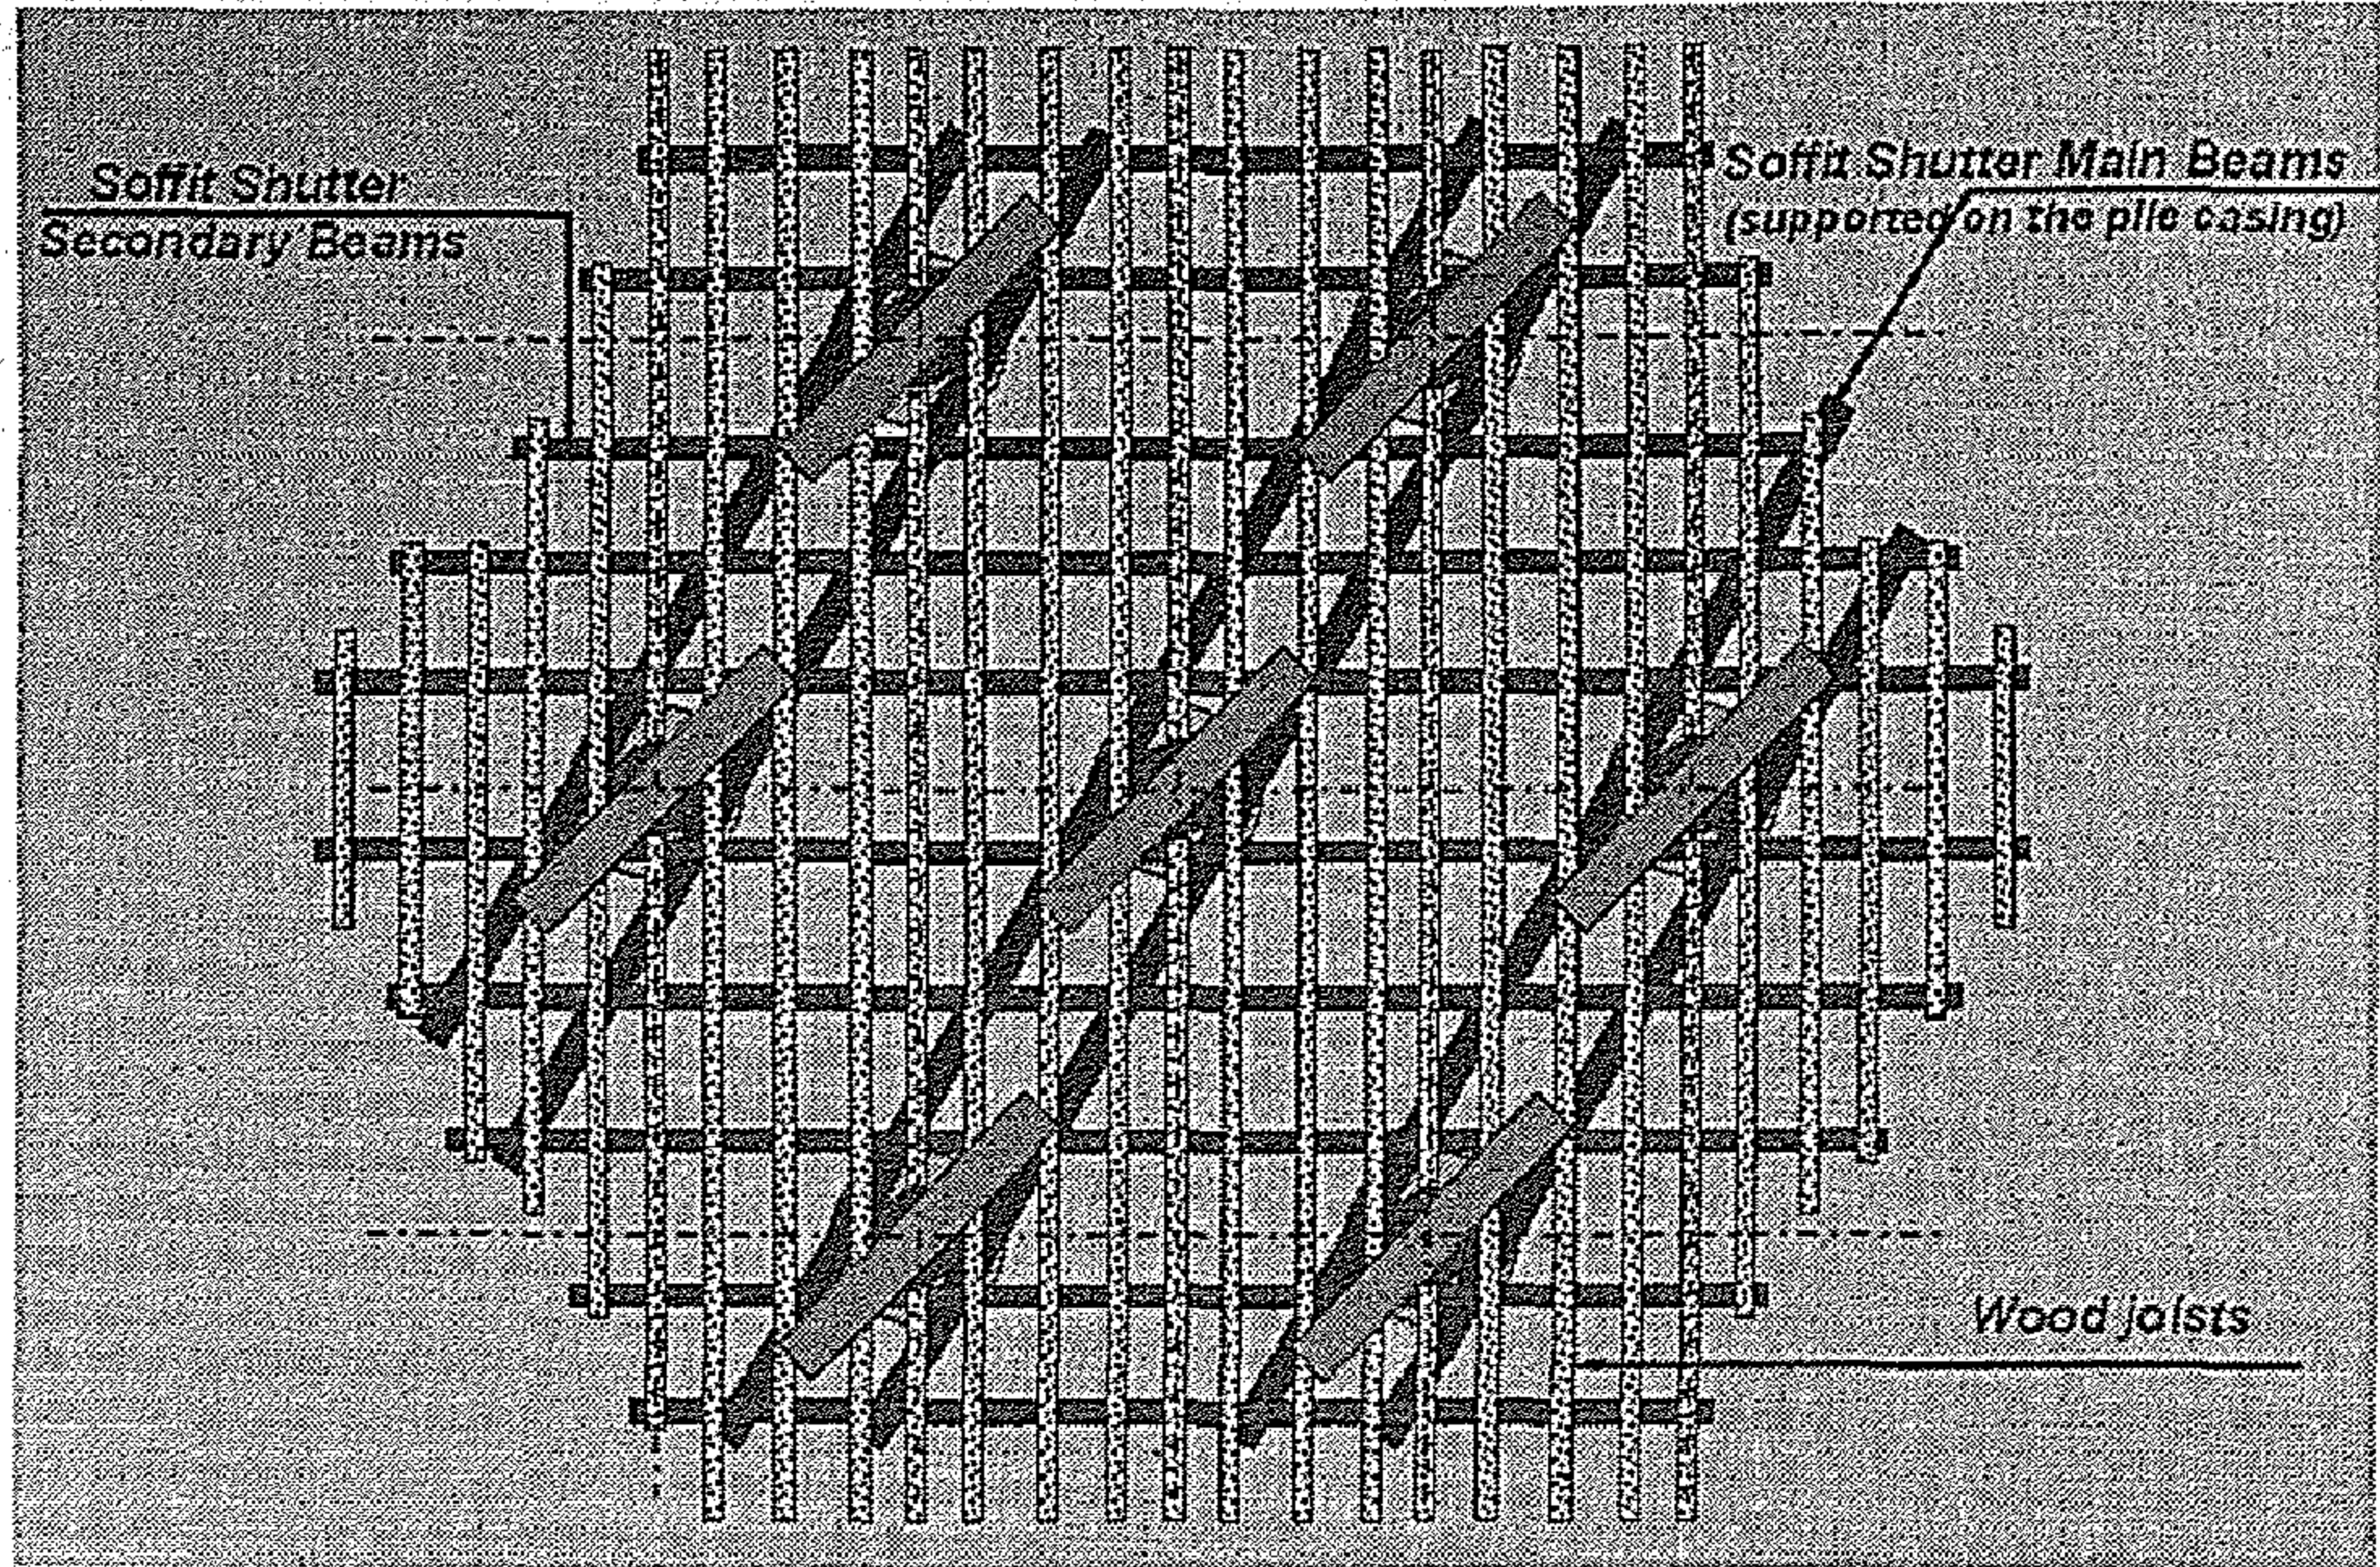 Soffit Shutter
Secondary Beams
Soffit Shutter Main Beams
(supported on the pile casing)
Wood joists